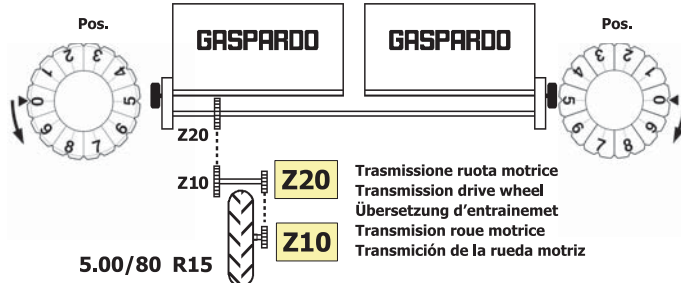 Pos.
GASPARDO
GASPARDO
Pos.
0 1 2 3 4 5 6 7 8 9
0 1 2 3 4 5 6 7 8 9
Z20
Z10
Z20
Trasmissione ruota motrice
Transmission drive wheel
Übersetzung d'entrainemet
Transmision roue motrice
Transmición de la rueda motriz
Z10
5.00/80 R15